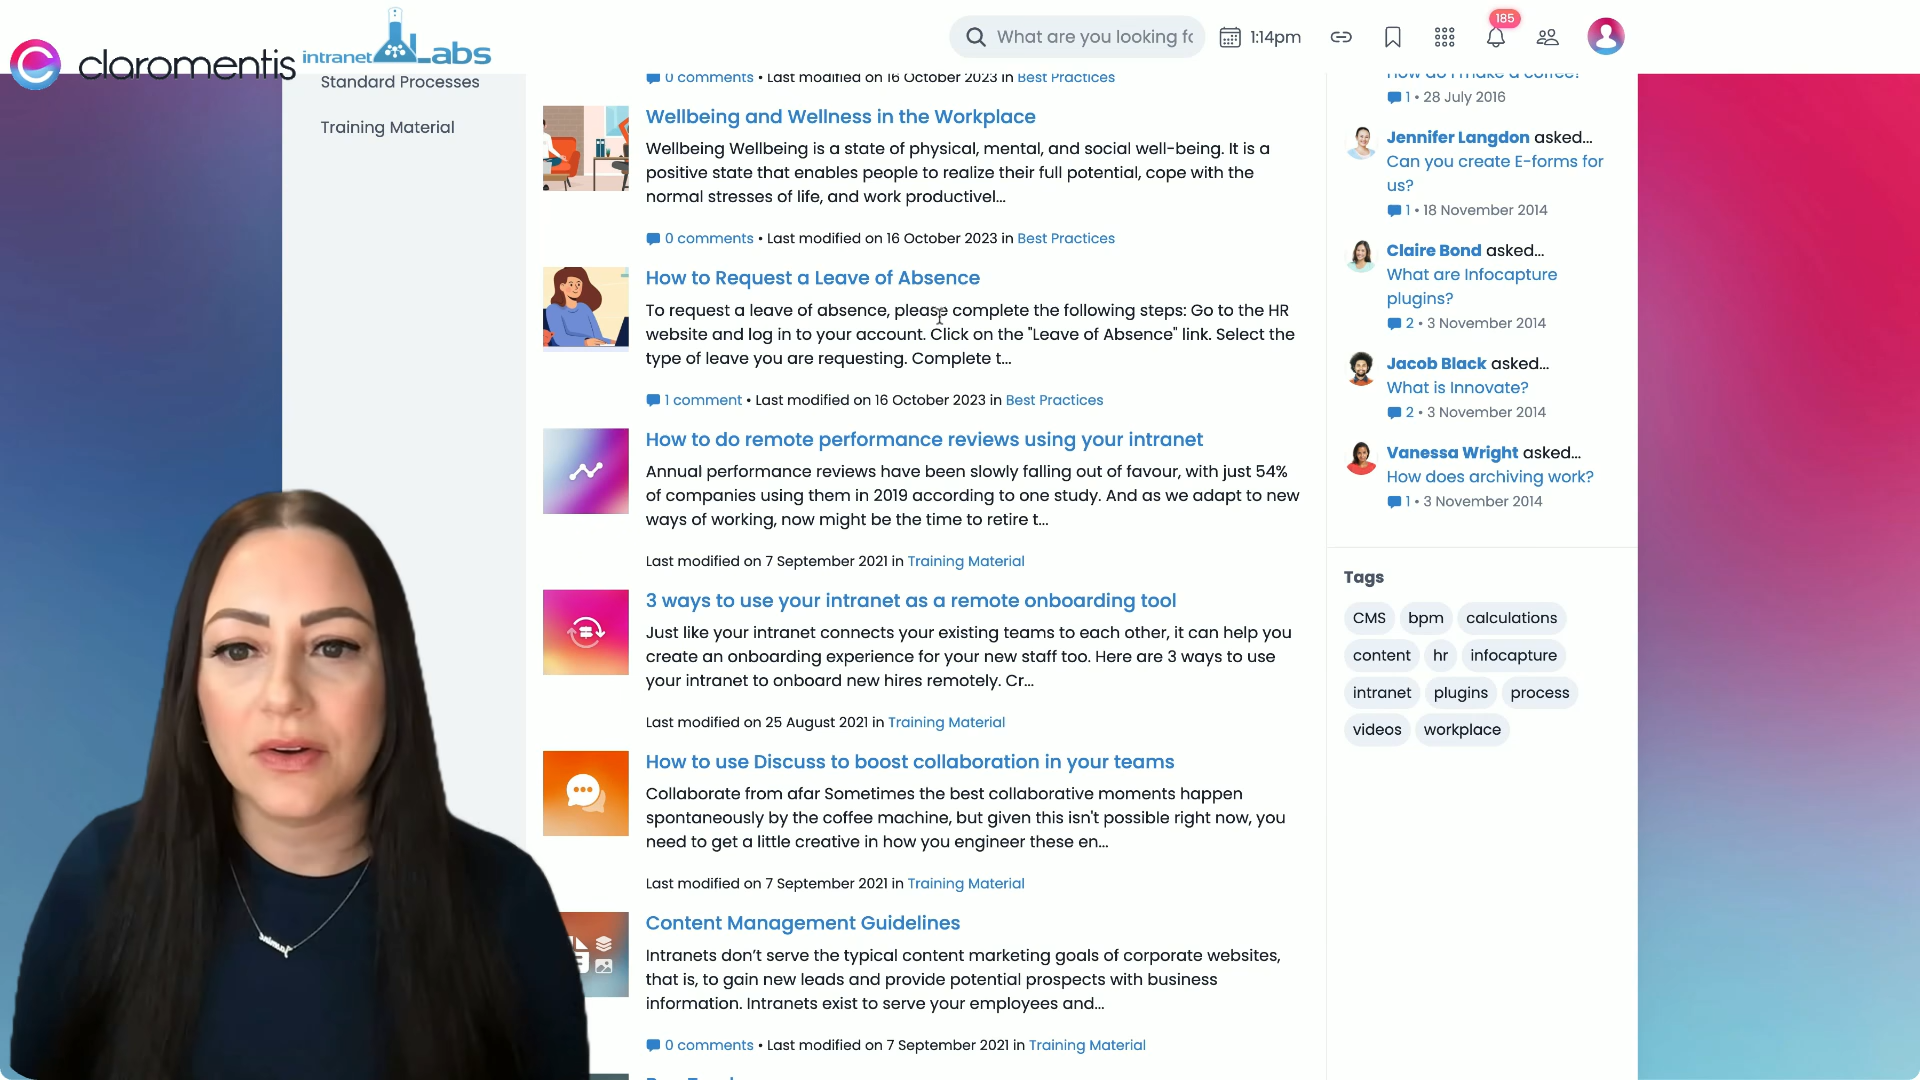 claromentis
intranet Labs
What are you looking fo
1:14pm
185
Standard Processes
Training Material
0 comments • Last modified on 16 October 2023 in Best Practices
Wellbeing and Wellness in the Workplace
Wellbeing Wellbeing is a state of physical, mental, and social well-being. It is a
positive state that enables people to realize their full potential, cope with the
normal stresses of life, and work productivel...
0 comments • Last modified on 16 October 2023 in Best Practices
How to Request a Leave of Absence
To request a leave of absence, please complete the following steps: Go to the HR
website and log in to your account. Click on the "Leave of Absence" link. Select the
type of leave you are requesting. Complete t...
1 comment • Last modified on 16 October 2023 in Best Practices
How to do remote performance reviews using your intranet
Annual performance reviews have been slowly falling out of favour, with just 54%
of companies using them in 2019 according to one study. And as we adapt to new
ways of working, now might be the time to retire t...
Last modified on 7 September 2021 in Training Material
3 ways to use your intranet as a remote onboarding tool
Just like your intranet connects your existing teams to each other, it can help you
create an onboarding experience for your new staff too. Here are 3 ways to use
your intranet to onboard new hires remotely. Cr...
Last modified on 25 August 2021 in Training Material
How to use Discuss to boost collaboration in your teams
Collaborate from afar Sometimes the best collaborative moments happen
spontaneously by the coffee machine, but given this isn't possible right now, you
need to get a little creative in how you engineer these en...
Last modified on 7 September 2021 in Training Material
Content Management Guidelines
Intranets don't serve the typical content marketing goals of corporate websites,
that is, to gain new leads and provide potential prospects with business
information. Intranets exist to serve your employees and...
0 comments • Last modified on 7 September 2021 in Training Material
How do I make a coffee?
1 • 28 July 2016
Jennifer Langdon asked...
Can you create E-forms for
us?
1 • 18 November 2014
Claire Bond asked...
What are Infocapture
plugins?
2 • 3 November 2014
Jacob Black asked...
What is Innovate?
2 • 3 November 2014
Vanessa Wright asked...
How does archiving work?
1 • 3 November 2014
Tags
CMS bpm calculations
content hr infocapture
intranet plugins process
videos workplace